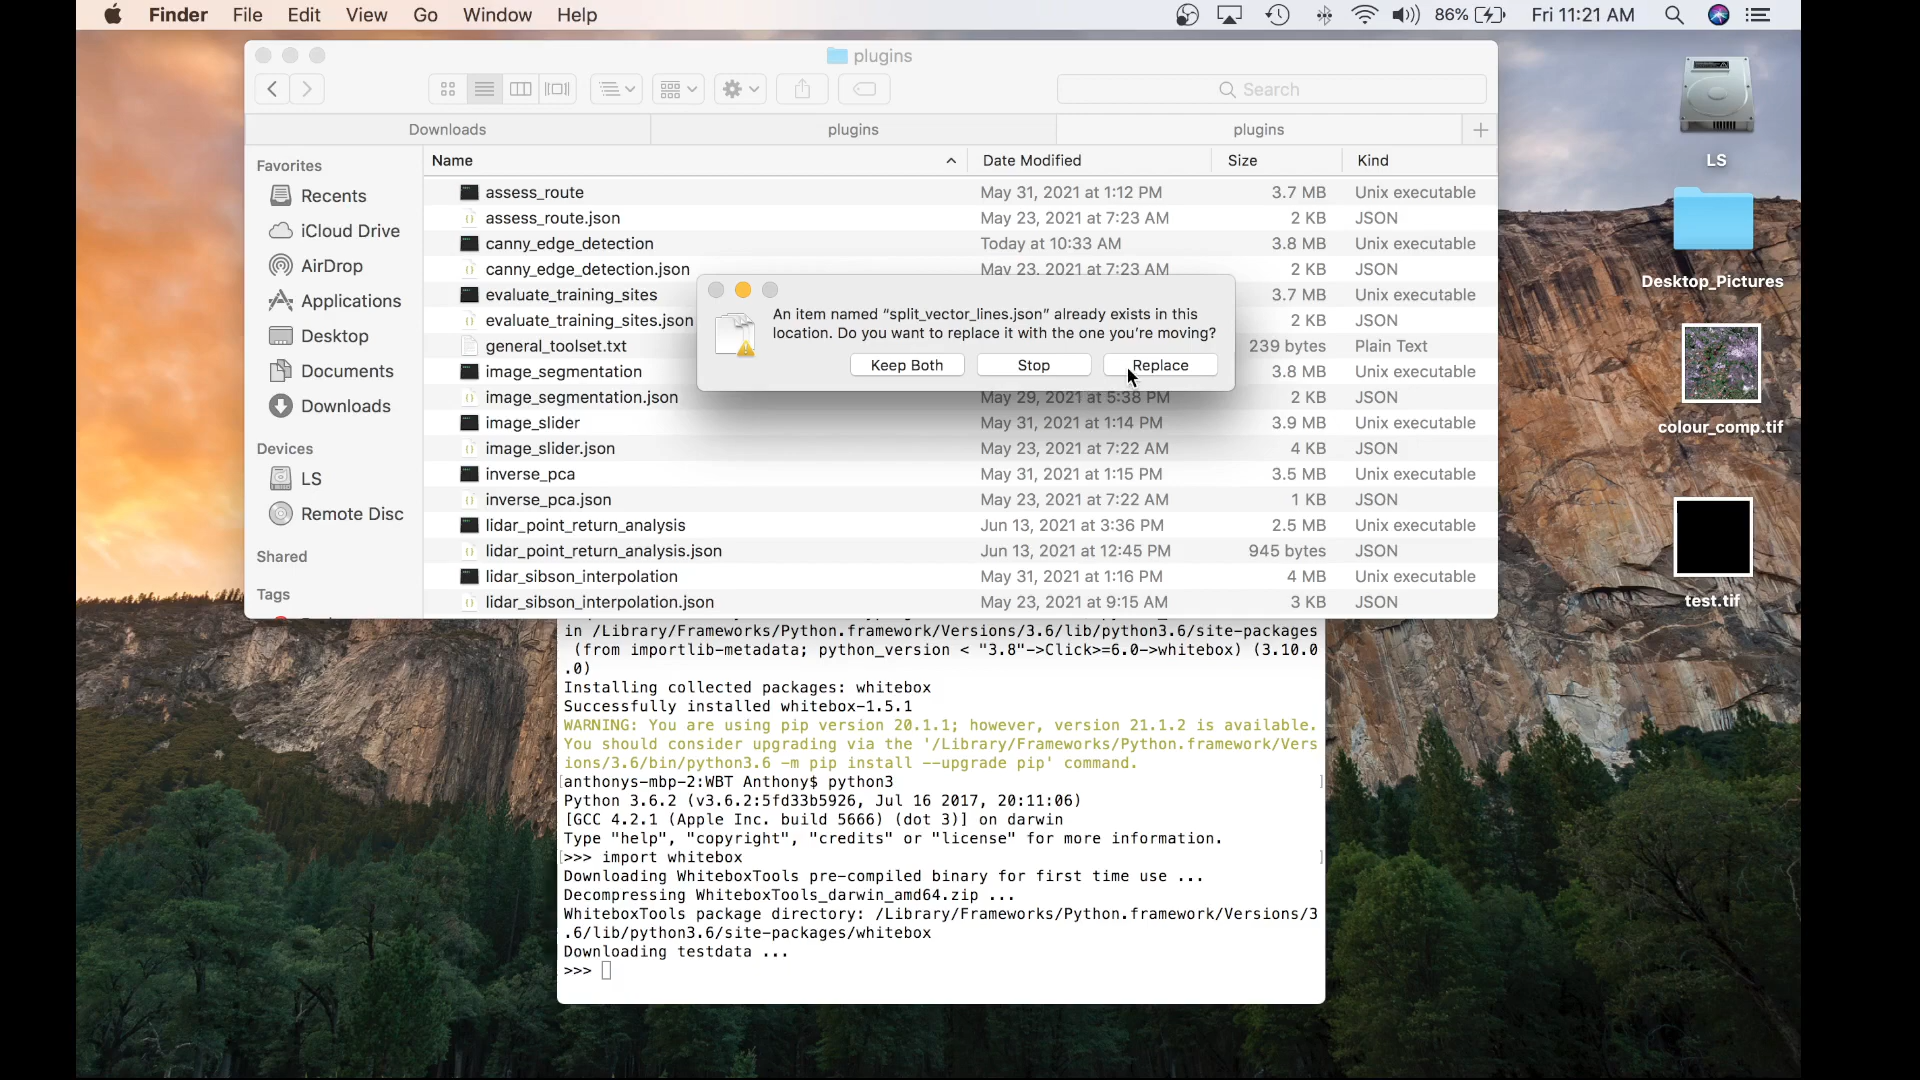 Finder File Edit View Go Window Help 86% Fri 11:21 AM
plugins
Search
Downloads plugins plugins
Favorites
Recents
iCloud Drive
AirDrop
Applications
Desktop
Documents
Downloads
Devices
LS
Remote Disc
Shared
Tags
Name Date Modified Size Kind
assess_route May 31, 2021 at 1:12 PM 3.7 MB Unix executable
assess_route.json May 23, 2021 at 7:23 AM 2 KB JSON
canny_edge_detection Today at 10:33 AM 3.8 MB Unix executable
canny_edge_detection.json May 23, 2021 at 7:23 AM 2 KB JSON
evaluate_training_sites 3.7 MB Unix executable
evaluate_training_sites.json 2 KB JSON
general_toolset.txt 239 bytes Plain Text
image_segmentation 3.8 MB Unix executable
image_segmentation.json May 29, 2021 at 5:38 PM 2 KB JSON
image_slider May 31, 2021 at 1:14 PM 3.9 MB Unix executable
image_slider.json May 23, 2021 at 7:22 AM 4 KB JSON
inverse_pca May 31, 2021 at 1:15 PM 3.5 MB Unix executable
inverse_pca.json May 23, 2021 at 7:22 AM 1 KB JSON
lidar_point_return_analysis Jun 13, 2021 at 3:36 PM 2.5 MB Unix executable
lidar_point_return_analysis.json Jun 13, 2021 at 12:45 PM 945 bytes JSON
lidar_sibson_interpolation May 31, 2021 at 1:16 PM 4 MB Unix executable
lidar_sibson_interpolation.json May 23, 2021 at 9:15 AM 3 KB JSON
An item named “split_vector_lines.json” already exists in this
location. Do you want to replace it with the one you’re moving?
Keep Both Stop Replace
LS
Desktop_Pictures
colour_comp.tif
test.tif
in /Library/Frameworks/Python.framework/Versions/3.6/lib/python3.6/site-packages
(from importlib-metadata; python_version < "3.8"->Click>=6.0->whitebox) (3.10.0
.0)
Installing collected packages: whitebox
Successfully installed whitebox-1.5.1
WARNING: You are using pip version 20.1.1; however, version 21.1.2 is available.
You should consider upgrading via the '/Library/Frameworks/Python.framework/Vers
ions/3.6/bin/python3.6 -m pip install --upgrade pip' command.
[anthonys-mbp-2:WBT Anthony$ python3 ]
Python 3.6.2 (v3.6.2:5fd33b5926, Jul 16 2017, 20:11:06)
[GCC 4.2.1 (Apple Inc. build 5666) (dot 3)] on darwin
Type "help", "copyright", "credits" or "license" for more information.
[>>> import whitebox ]
Downloading WhiteboxTools pre-compiled binary for first time use ...
Decompressing WhiteboxTools_darwin_amd64.zip ...
WhiteboxTools package directory: /Library/Frameworks/Python.framework/Versions/3
.6/lib/python3.6/site-packages/whitebox
Downloading testdata ...
>>>